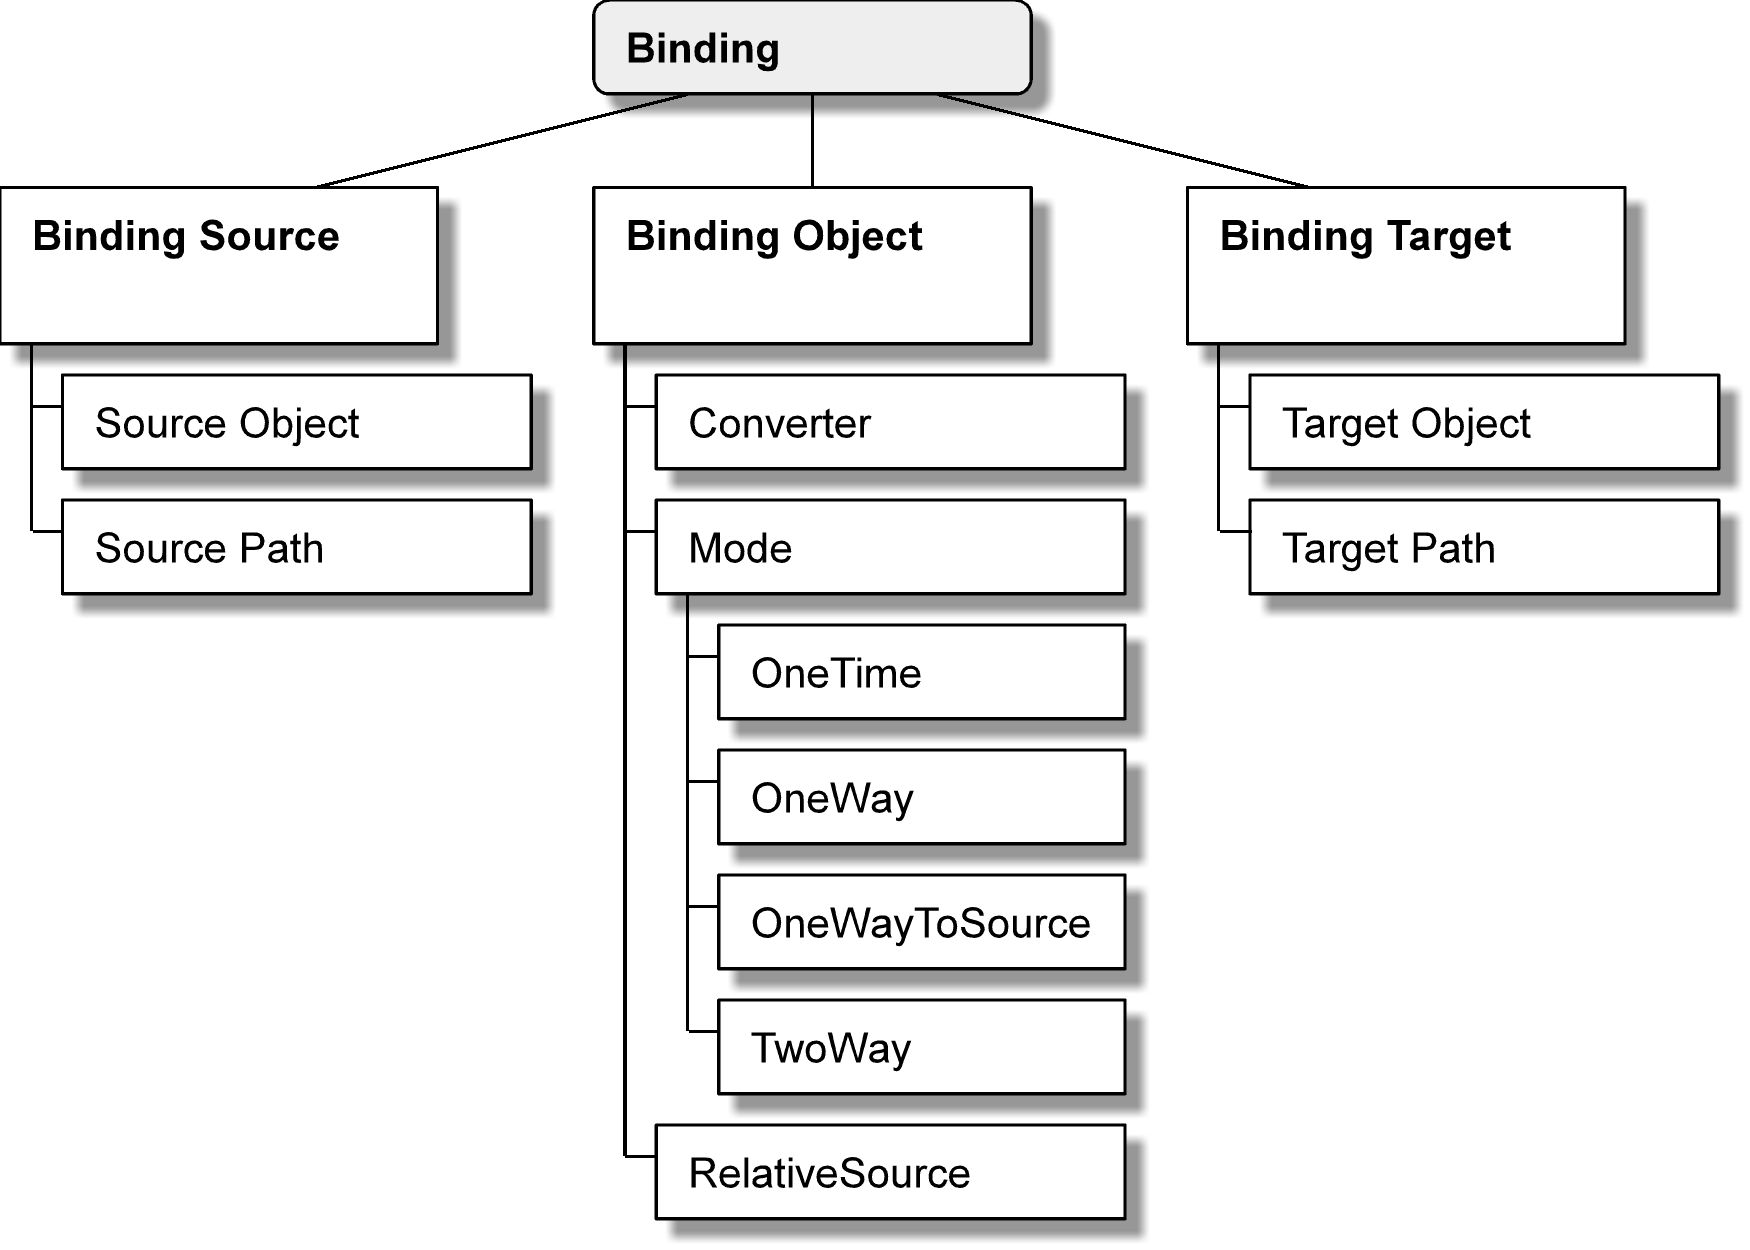 Binding
Binding Source
Source Object
Source Path
Binding Object
Converter
Mode
OneTime
OneWay
OneWayToSource
TwoWay
RelativeSource
Binding Target
Target Object
Target Path